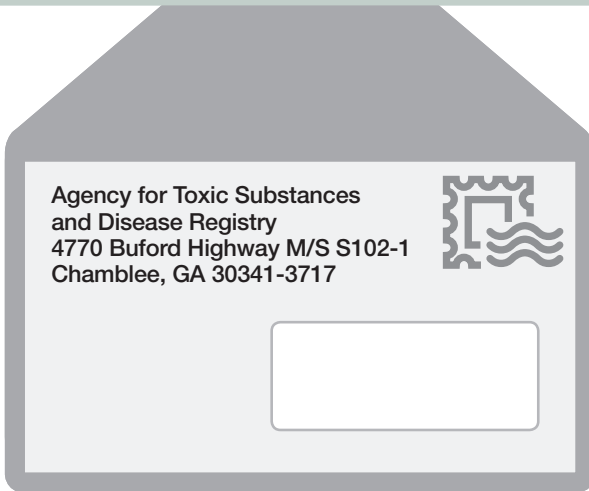 Agency for Toxic Substances
and Disease Registry
4770 Buford Highway M/S S102-1
Chamblee, GA 30341-3717